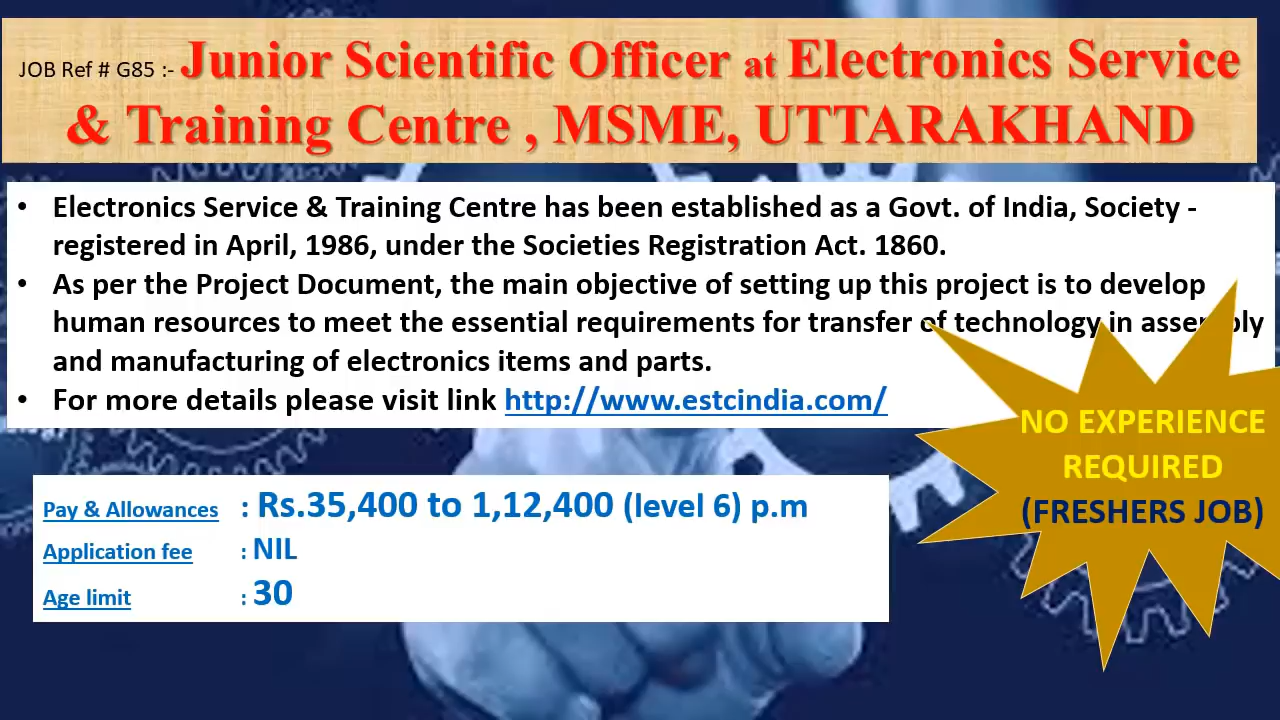 JOB Ref # G85 :- Junior Scientific Officer at Electronics Service
& Training Centre , MSME, UTTARAKHAND
• Electronics Service & Training Centre has been established as a Govt. of India, Society -
registered in April, 1986, under the Societies Registration Act. 1860.
• As per the Project Document, the main objective of setting up this project is to develop
human resources to meet the essential requirements for transfer of technology in assembly
and manufacturing of electronics items and parts.
• For more details please visit link http://www.estcindia.com/
NO EXPERIENCE
REQUIRED
(FRESHERS JOB)
Pay & Allowances : Rs.35,400 to 1,12,400 (level 6) p.m
Application fee : NIL
Age limit : 30